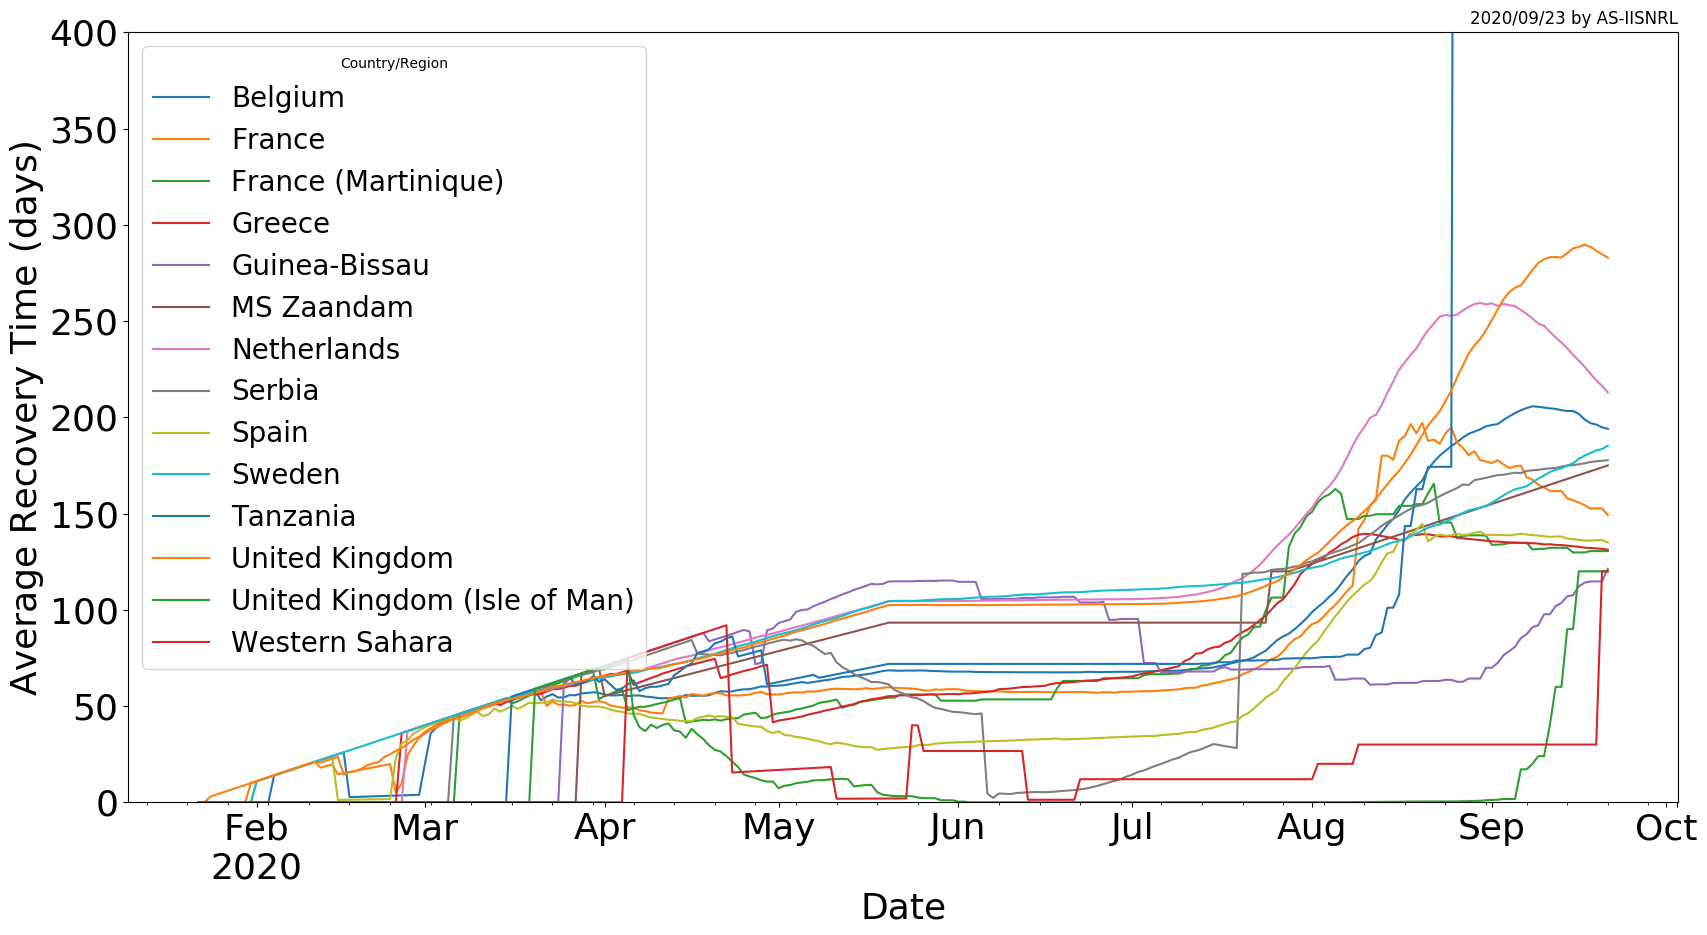 2020/09/23 by AS-IISNRL
Average Recovery Time (days)
400
350
300
250
200
150
100
50
0
Country/Region
Belgium
France
France (Martinique)
Greece
Guinea-Bissau
MS Zaandam
Netherlands
Serbia
Spain
Sweden
Tanzania
United Kingdom
United Kingdom (Isle of Man)
Western Sahara
Feb Mar Apr May Jun Jul Aug Sep Oct
2020
Date